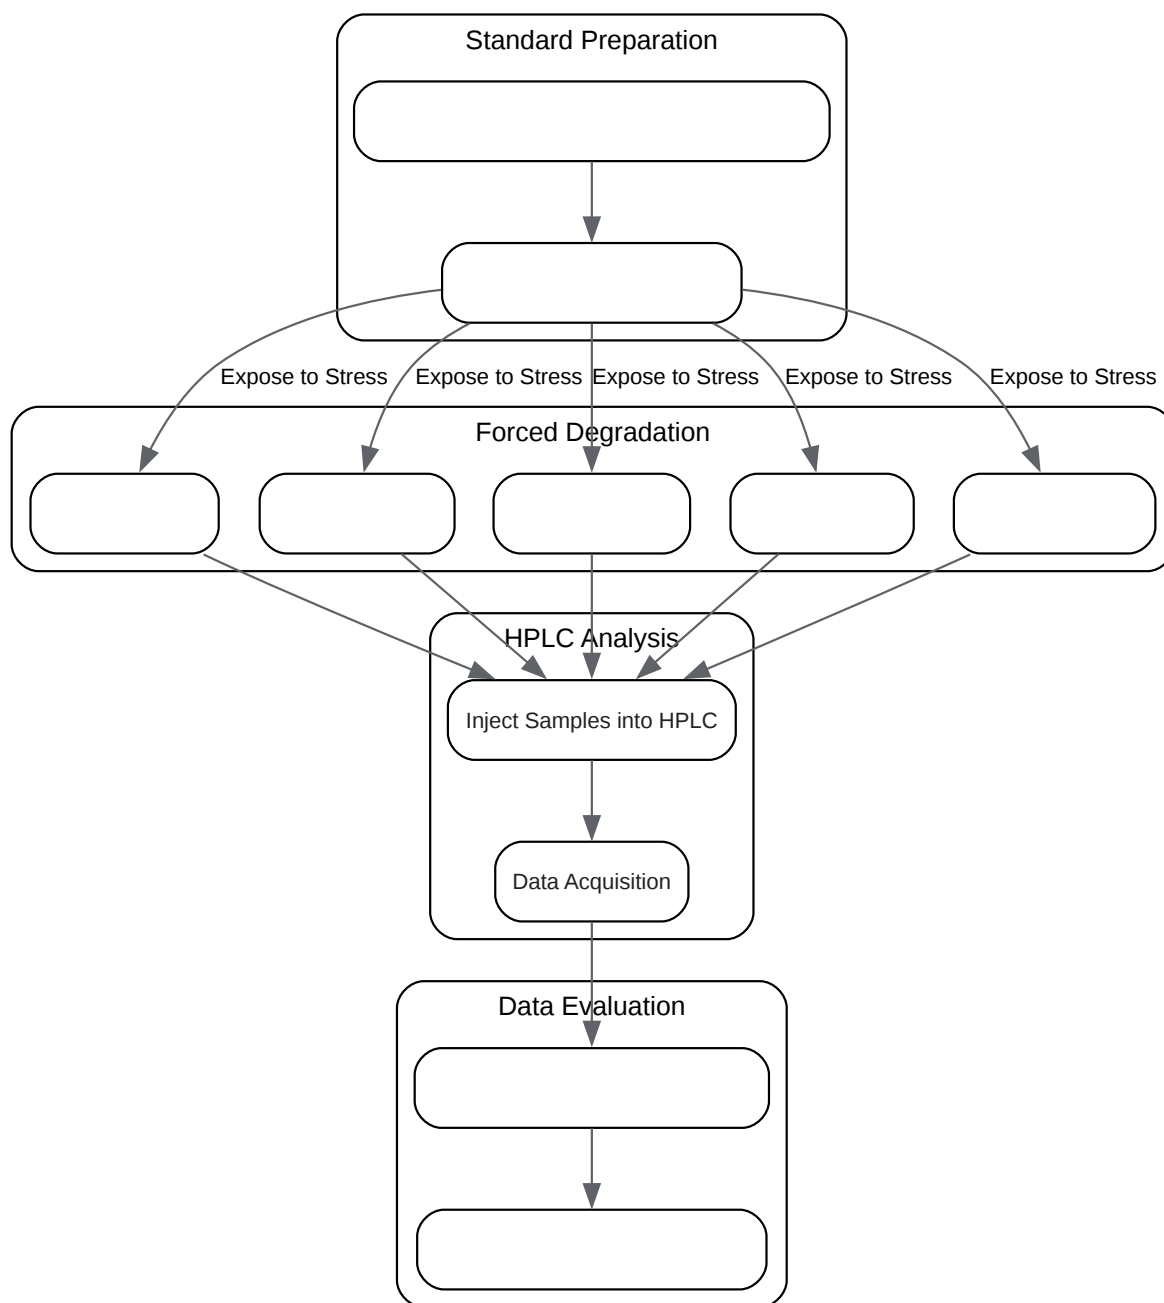 Standard Preparation
Expose to Stress
Expose to Stress
Expose to Stress
Expose to Stress
Expose to Stress
Forced Degradation
HPLC Analysis
Inject Samples into HPLC
Data Acquisition
Data Evaluation